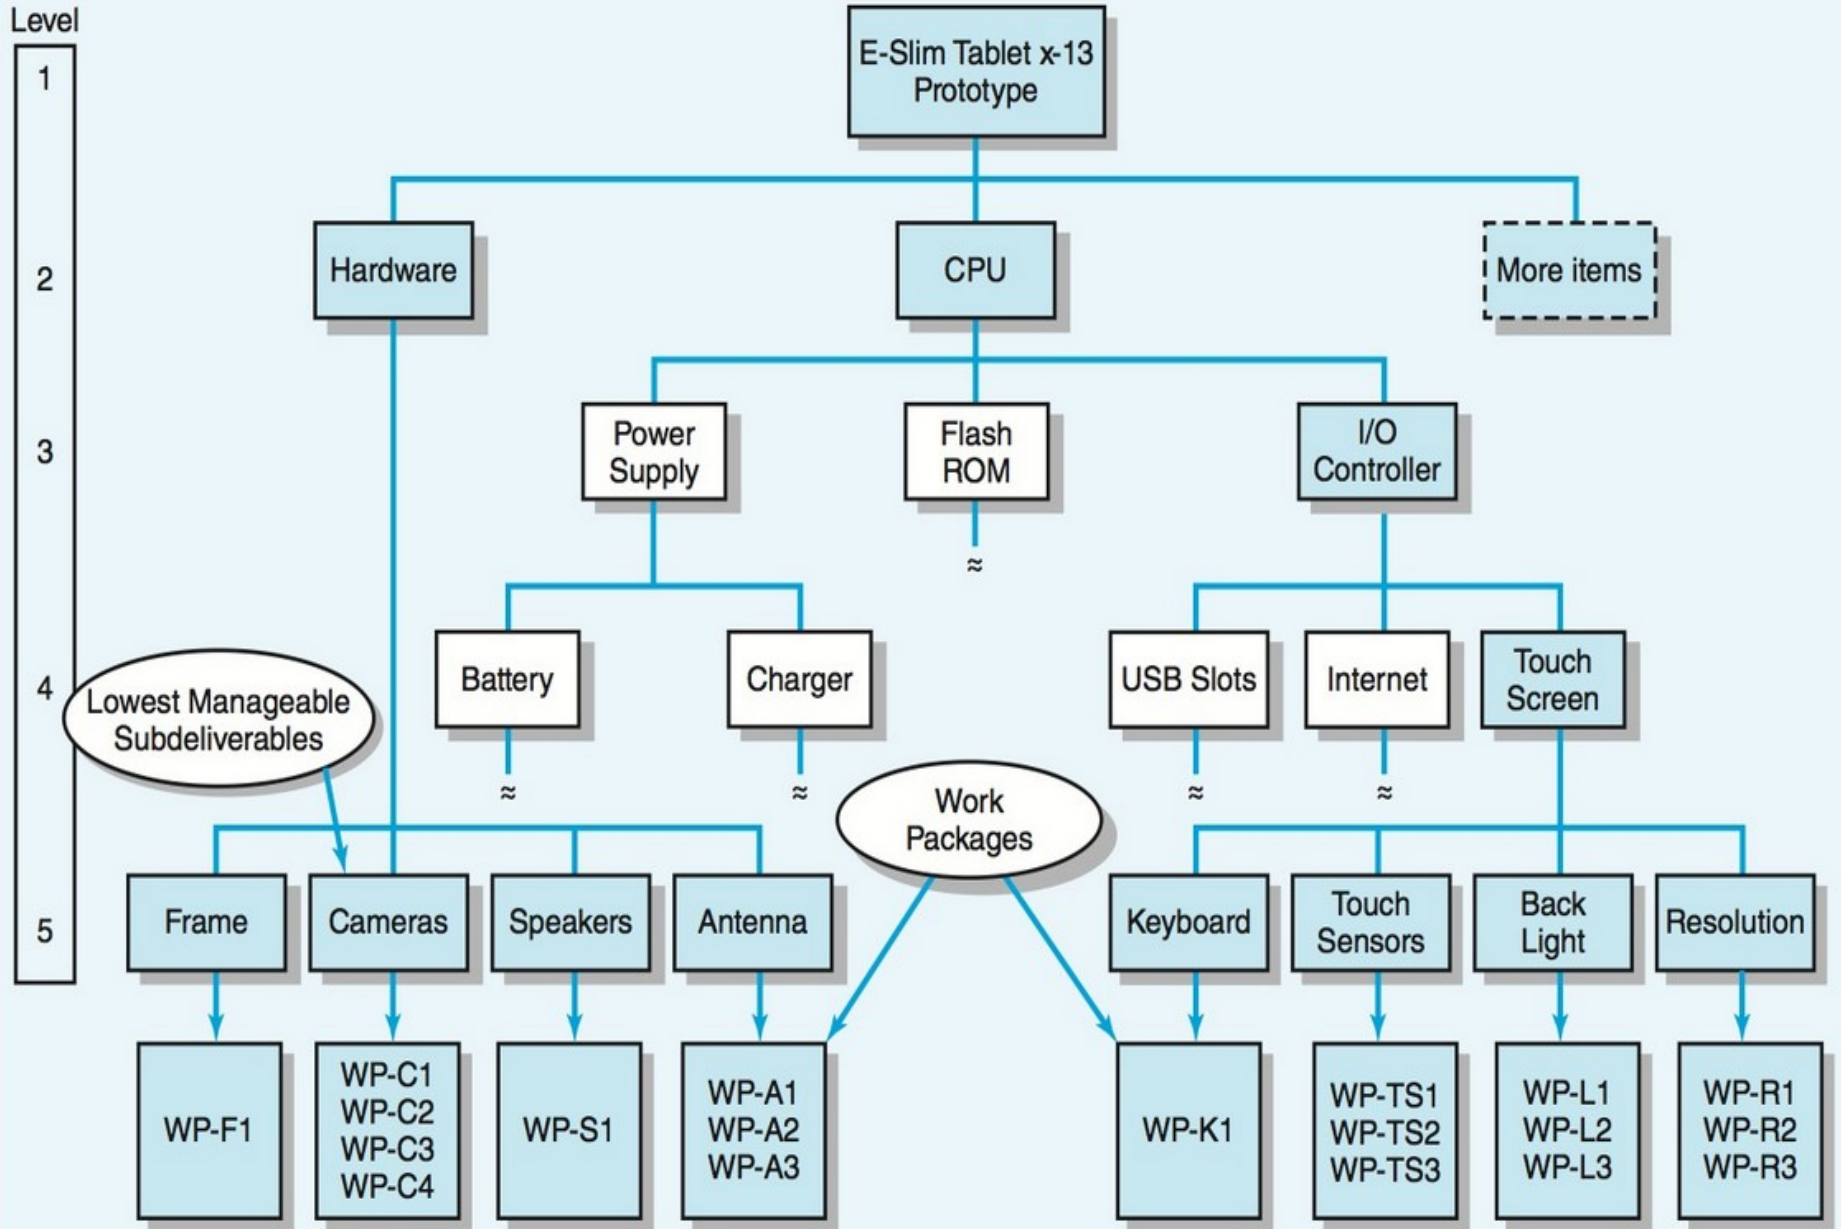 Level
1
E-Slim Tablet x-13
Prototype
2
Hardware
CPU
More items
3
Power
Supply
Flash
ROM
I/O
Controller
≈
4
Lowest Manageable
Subdeliverables
Battery
Charger
USB Slots
Internet
Touch
Screen
≈
≈
≈
≈
Work
Packages
5
Frame
Cameras
Speakers
Antenna
Keyboard
Touch
Sensors
Back
Light
Resolution
WP-F1
WP-C1
WP-C2
WP-C3
WP-C4
WP-S1
WP-A1
WP-A2
WP-A3
WP-K1
WP-TS1
WP-TS2
WP-TS3
WP-L1
WP-L2
WP-L3
WP-R1
WP-R2
WP-R3